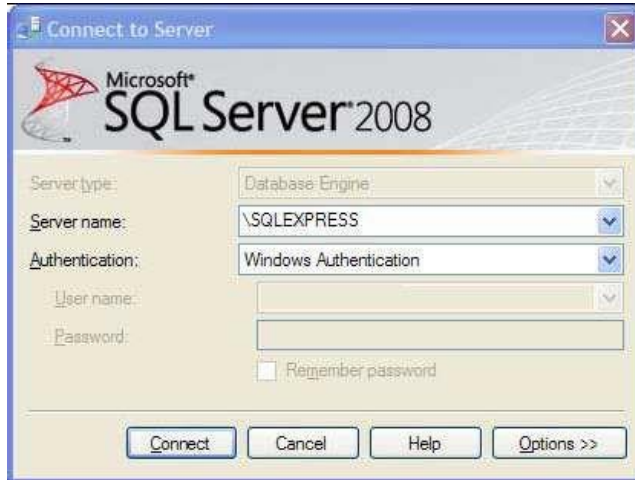 Connect to Server
Microsoft®
SQL Server® 2008
Server type: Database Engine
Server name: \SQLEXPRESS
Authentication: Windows Authentication
User name:
Password:
Remember password
Connect Cancel Help Options >>